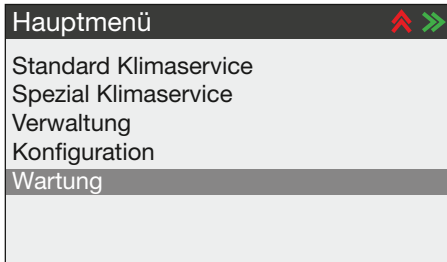 Hauptmenü
Standard Klimaservice
Spezial Klimaservice
Verwaltung
Konfiguration
Wartung